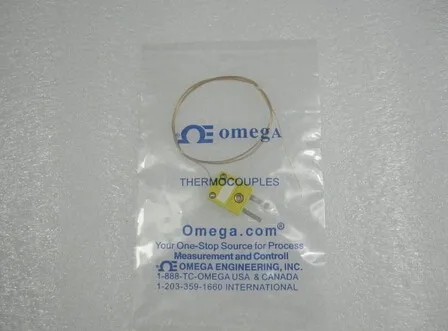 omega
THERMOCOUPLES
Omega.com®
Your One-Stop Source for Process
Measurement and Controll
OMEGA ENGINEERING, INC.
1-888-TC-OMEGA USA & CANADA
1-203-359-1660 INTERNATIONAL